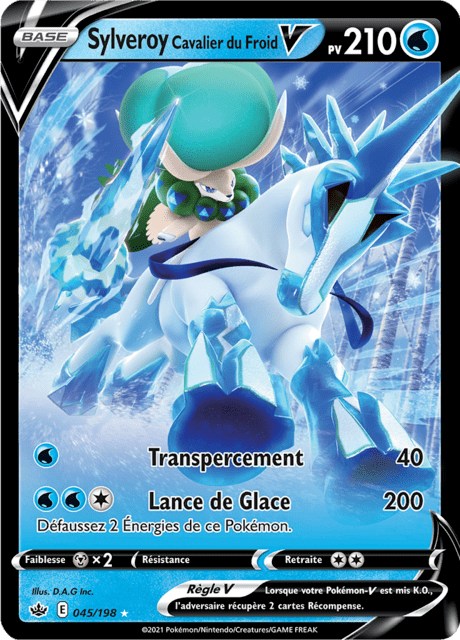 BASE Sylveroy Cavalier du Froid V PV 210
Transpercement 40
Lance de Glace 200
Défaussez 2 Énergies de ce Pokémon.
Faiblesse ×2 Résistance Retraite
Illus. D.A.G Inc.
E 045/198
Règle V Lorsque votre Pokémon-V est mis K.O.,
l'adversaire récupère 2 cartes Récompense.
©2021 Pokémon/Nintendo/Creatures/GAME FREAK